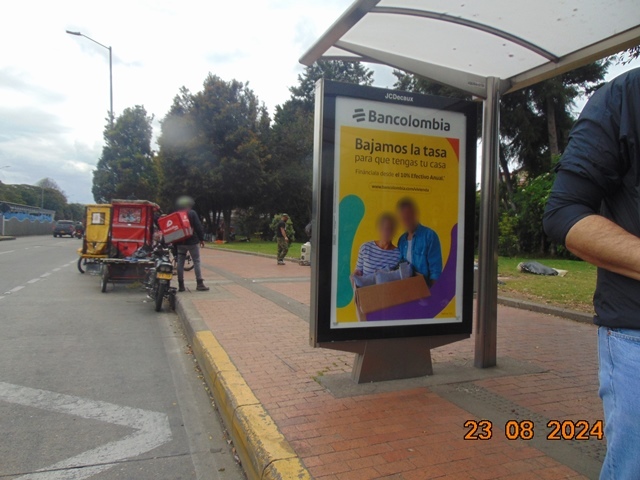 JCDecaux
Bancolombia
Bajamos la tasa
para que tengas tu casa
23 08 2024